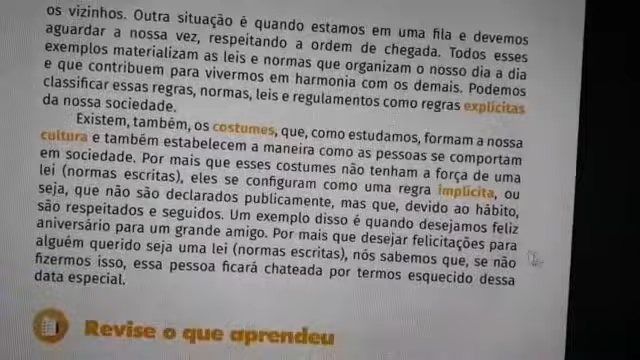 os vizinhos. Outra situação é quando estamos em uma fila e devemos
aguardar a nossa vez, respeitando a ordem de chegada. Todos esses
exemplos materializam as leis e normas que organizam o nosso dia a dia
e que contribuem para vivermos em harmonia com os demais. Podemos
classificar essas regras, normas, leis e regulamentos como regras explícitas
da nossa sociedade.
Existem, também, os costumes, que, como estudamos, formam a nossa
cultura e também estabelecem a maneira como as pessoas se comportam
em sociedade. Por mais que esses costumes não tenham a força de uma
lei (normas escritas), eles se configuram como uma regra implícita, ou
seja, que não são declarados publicamente, mas que, devido ao hábito,
são respeitados e seguidos. Um exemplo disso é quando desejamos feliz
aniversário para um grande amigo. Por mais que desejar felicitações para
alguém querido seja uma lei (normas escritas), nós sabemos que, se não
fizermos isso, essa pessoa ficará chateada por termos esquecido dessa
data especial.
Revise o que aprendeu